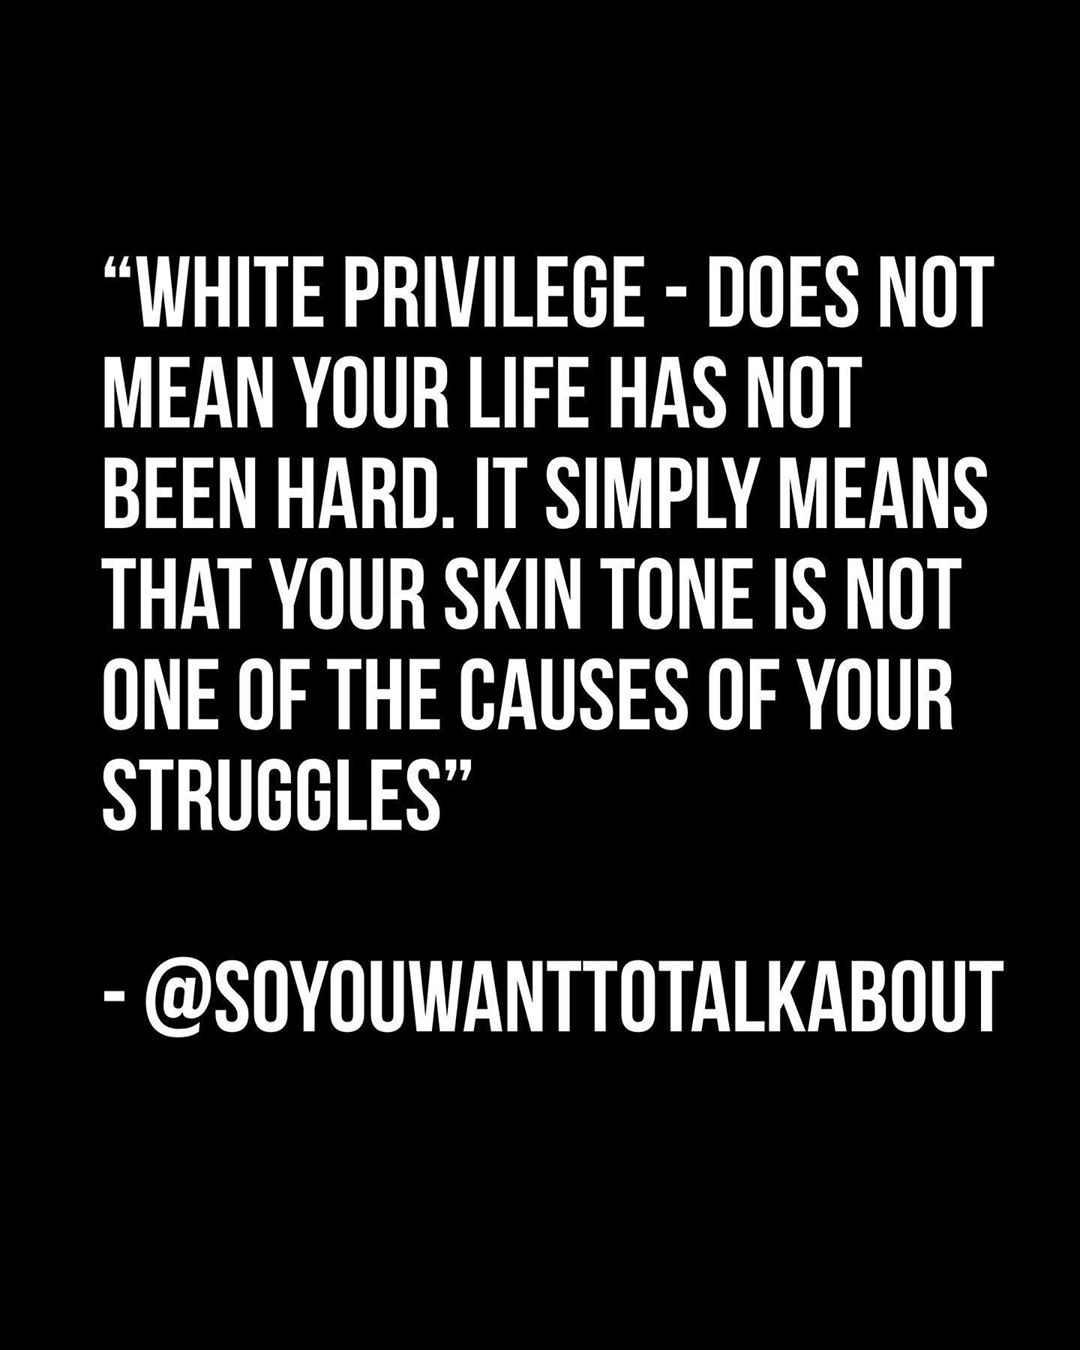 “WHITE PRIVILEGE - DOES NOT
MEAN YOUR LIFE HAS NOT
BEEN HARD. IT SIMPLY MEANS
THAT YOUR SKIN TONE IS NOT
ONE OF THE CAUSES OF YOUR
STRUGGLES”
- @SOYOUWANTTOTALKABOUT